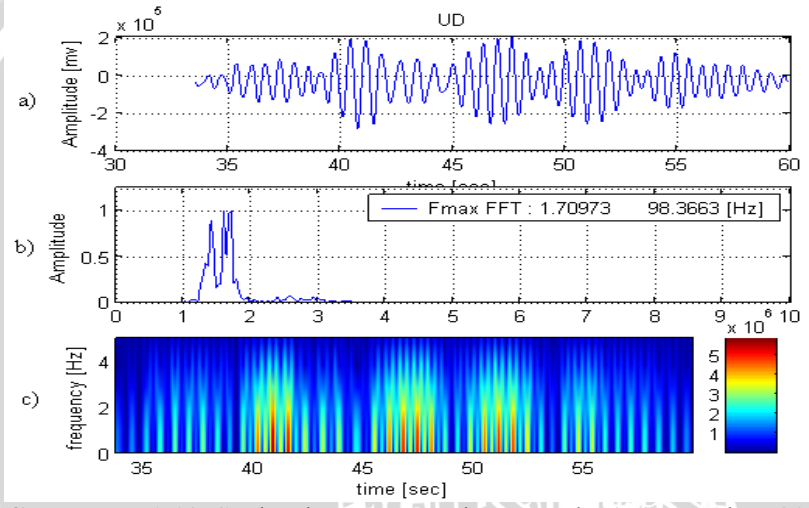 UD
x 10^5
a)
Amplitude [mv]
2
0
-2
-4
30 35 40 45 50 55 60
time [sec]
b)
Amplitude
1
0.5
0
Fmax FFT : 1.70973 98.3663 [Hz]
0 1 2 3 4 5 6 7 8 9 10
c)
frequency [Hz]
4
2
0
35 40 45 50 55
time [sec]
x 10^6
5
4
3
2
1